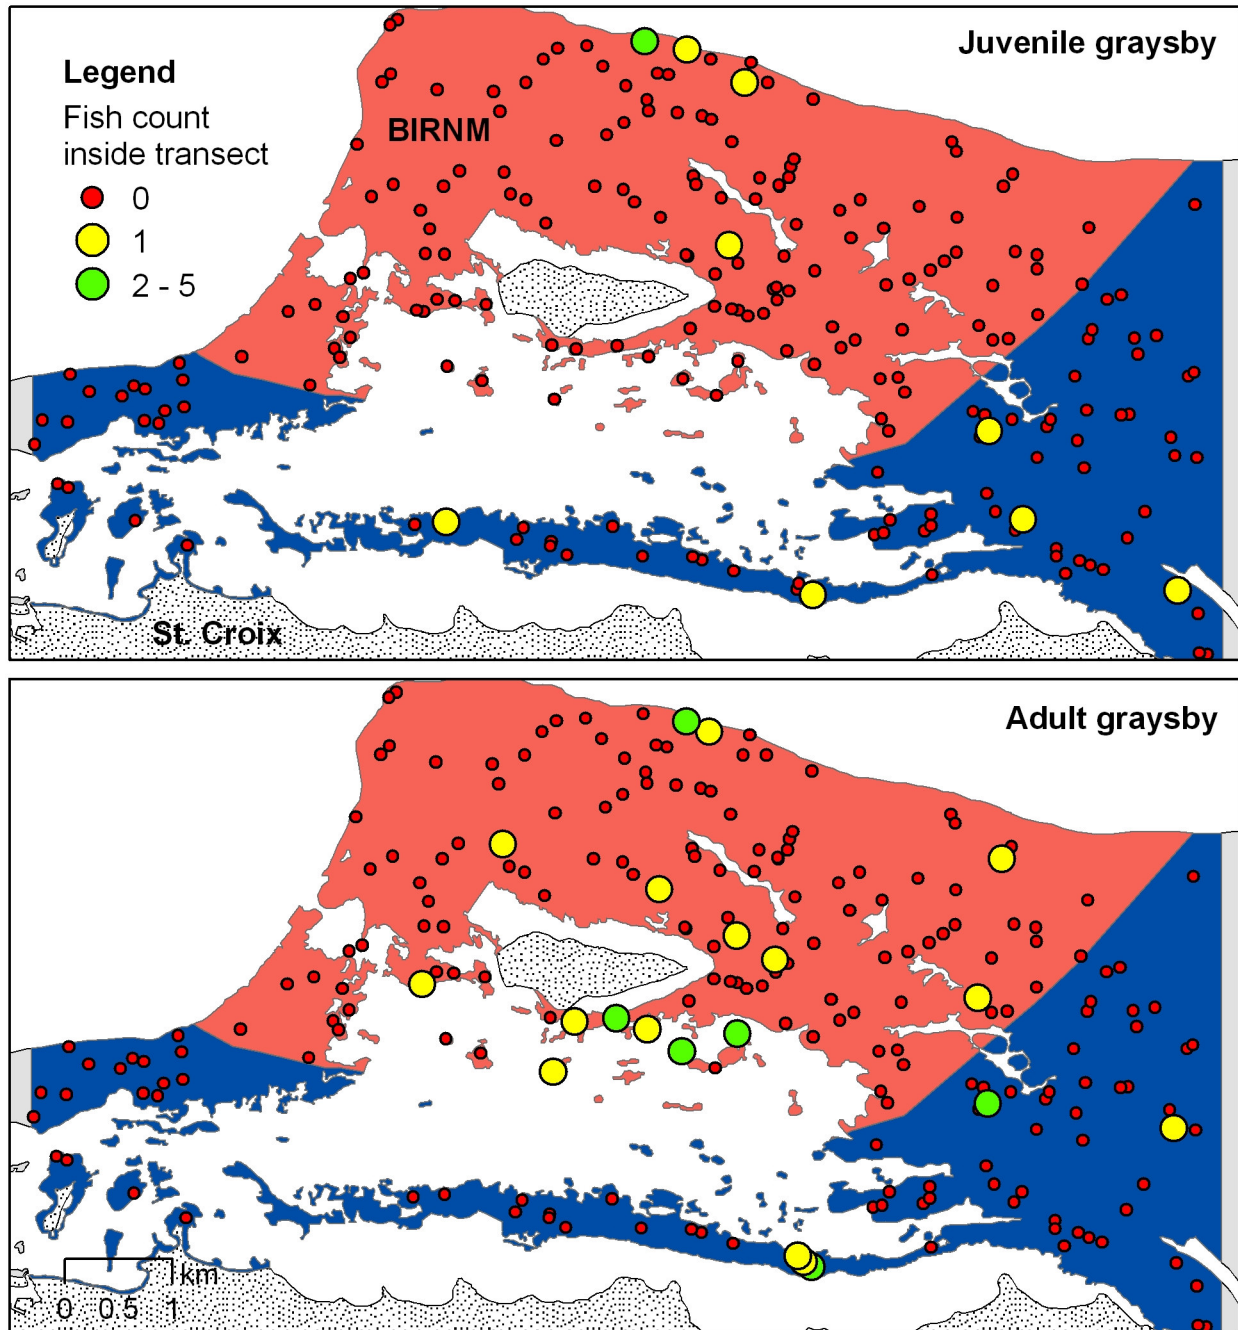 Juvenile graysby
Legend
Fish count
inside transect
0
1
2 - 5
BIRNM
St. Croix
Adult graysby
km
0 0.5 1